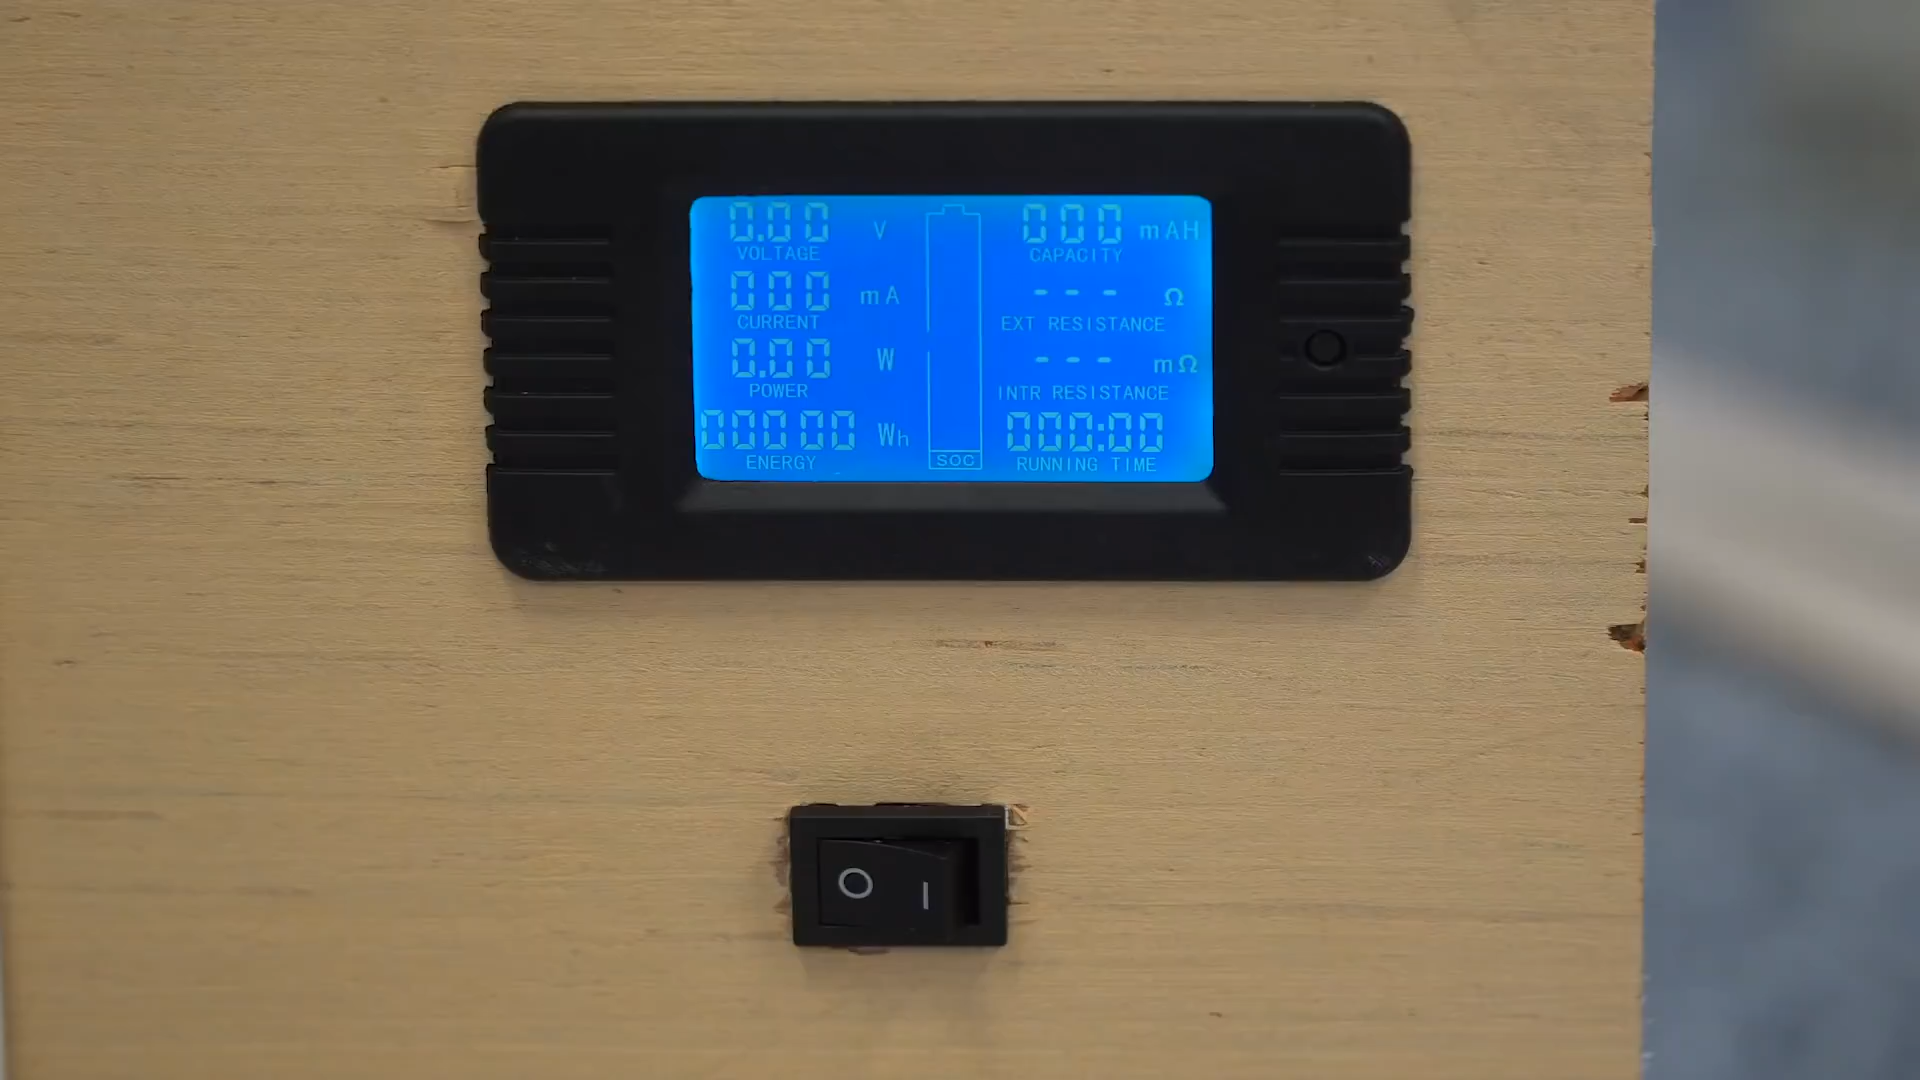 0.00 V
VOLTAGE
000 mA
CURRENT
0.00 W
POWER
00000 Wh
ENERGY
SOC
000 mAH
CAPACITY
--- Ω
EXT RESISTANCE
--- mΩ
INTR RESISTANCE
000:00
RUNNING TIME
O I